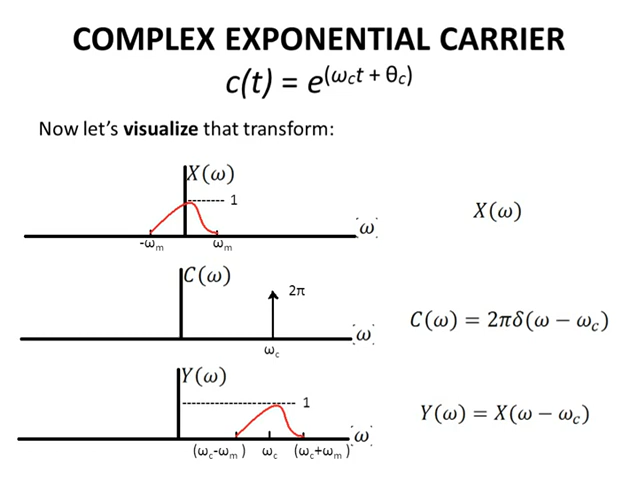 COMPLEX EXPONENTIAL CARRIER
c(t) = e^(ω_c t + θ_c)
Now let's visualize that transform:
X(ω)
1
-ω_m
ω_m
ω
X(ω)
C(ω)
2π
ω_c
ω
C(ω) = 2πδ(ω − ω_c)
Y(ω)
1
(ω_c-ω_m )
ω_c
(ω_c+ω_m )
ω
Y(ω) = X(ω − ω_c)